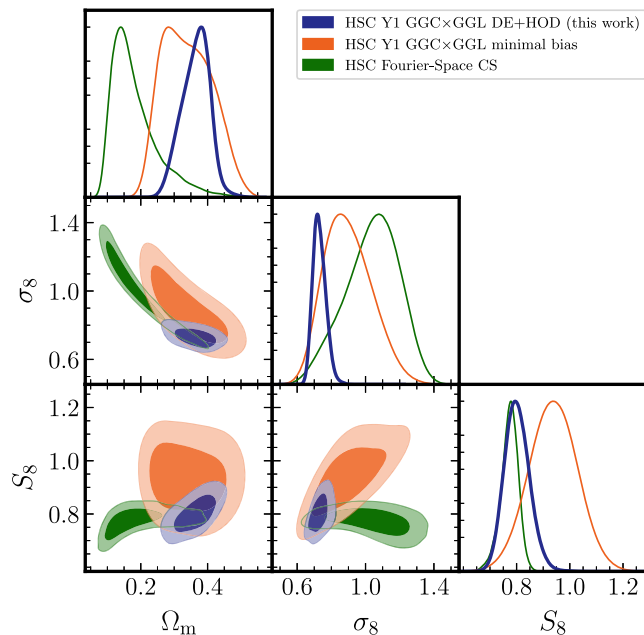 HSC Y1 GGC×GGL DE+HOD (this work)
HSC Y1 GGC×GGL minimal bias
HSC Fourier-Space CS
σ₈
1.4
1.0
0.6
S₈
1.2
1.0
0.8
0.2 0.4
0.6 1.0 1.4
0.8 1.0 1.2
Ωₘ
σ₈
S₈